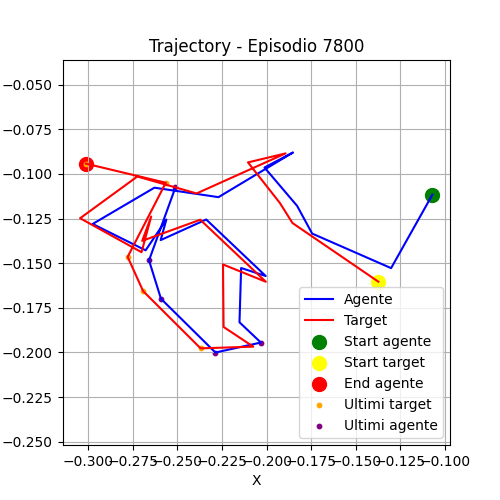 Trajectory - Episodio 7800
−0.050
−0.075
−0.100
−0.125
−0.150
−0.175
−0.200
−0.225
−0.250
Agente
Target
Start agente
Start target
End agente
Ultimi target
Ultimi agente
−0.300 −0.275 −0.250 −0.225 −0.200 −0.175 −0.150 −0.125 −0.100
X